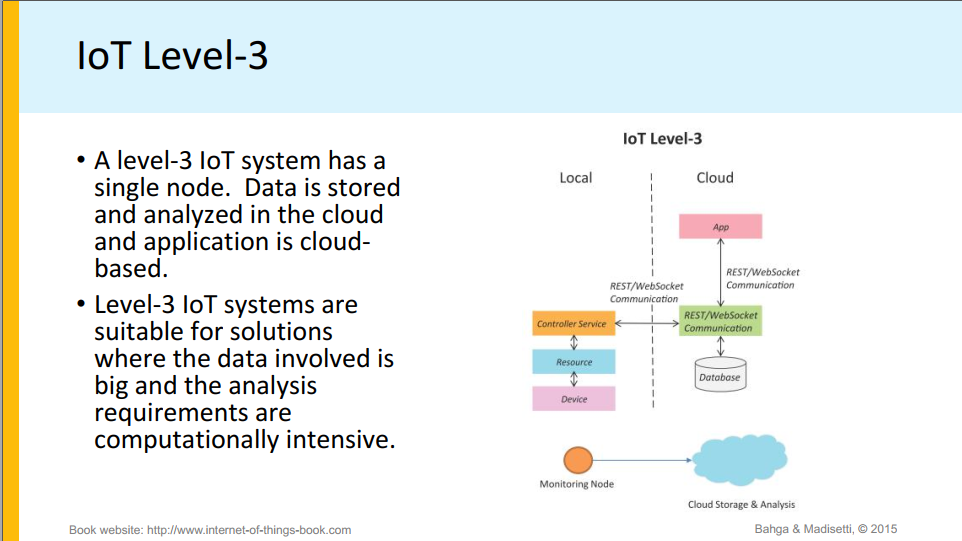 IoT Level-3
• A level-3 IoT system has a
single node.  Data is stored
and analyzed in the cloud
and application is cloud-
based.
• Level-3 IoT systems are
suitable for solutions
where the data involved is
big and the analysis
requirements are
computationally intensive.
IoT Level-3
Local
Cloud
App
REST/WebSocket
Communication
REST/WebSocket
Communication
Controller Service
REST/WebSocket
Communication
Resource
Database
Device
Monitoring Node
Cloud Storage & Analysis
Book website: http://www.internet-of-things-book.com
Bahga & Madisetti, © 2015